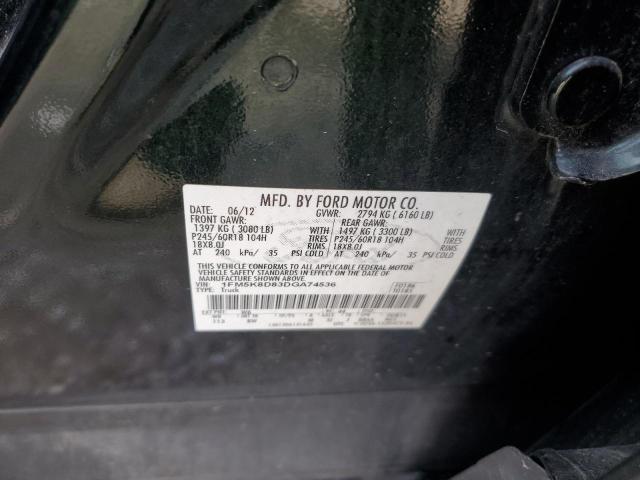 MFD. BY FORD MOTOR CO.
DATE: 06/12 GVWR: 2794 KG ( 6160 LB)
FRONT GAWR: REAR GAWR:
1397 KG ( 3080 LB) WITH 1497 KG ( 3300 LB) WITH
P245/60R18 104H TIRES P245/60R18 104H TIRES
18X8.0J RIMS 18X8.0J RIMS
AT 240 kPa/ 35 PSI COLD AT 240 kPa/ 35 PSI COLD
THIS VEHICLE CONFORMS TO ALL APPLICABLE FEDERAL MOTOR VEHICLE
SAFETY AND THEFT PREVENTION STANDARDS IN EFFECT ON THE DATE OF
MANUFACTURE SHOWN ABOVE.
VIN: 1FM5K8D83DGA74536 F0186
TYPE: Truck